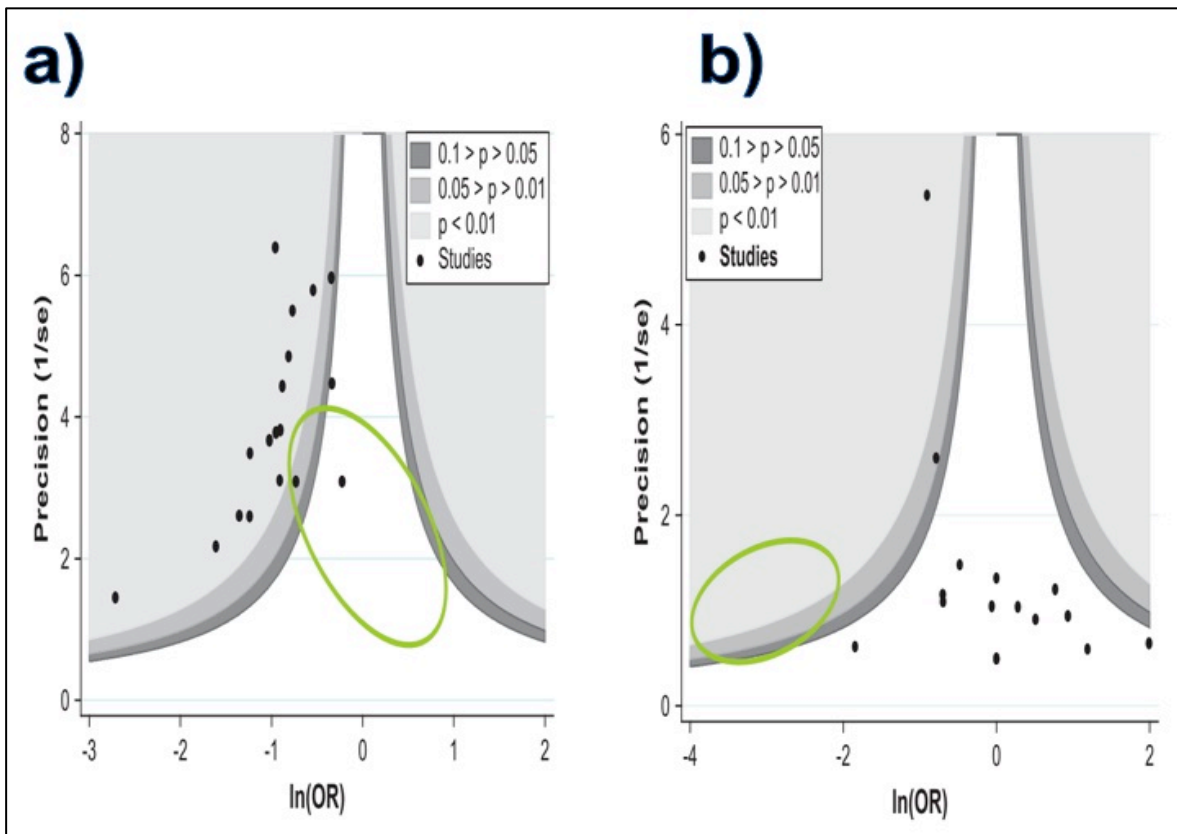 a)
8
6
4
2
0
Precision (1/se)
-3 -2 -1 0 1 2
ln(OR)
0.1 > p > 0.05
0.05 > p > 0.01
p < 0.01
Studies
b)
6
4
2
0
Precision (1/se)
-4 -2 0 2
ln(OR)
0.1 > p > 0.05
0.05 > p > 0.01
p < 0.01
Studies